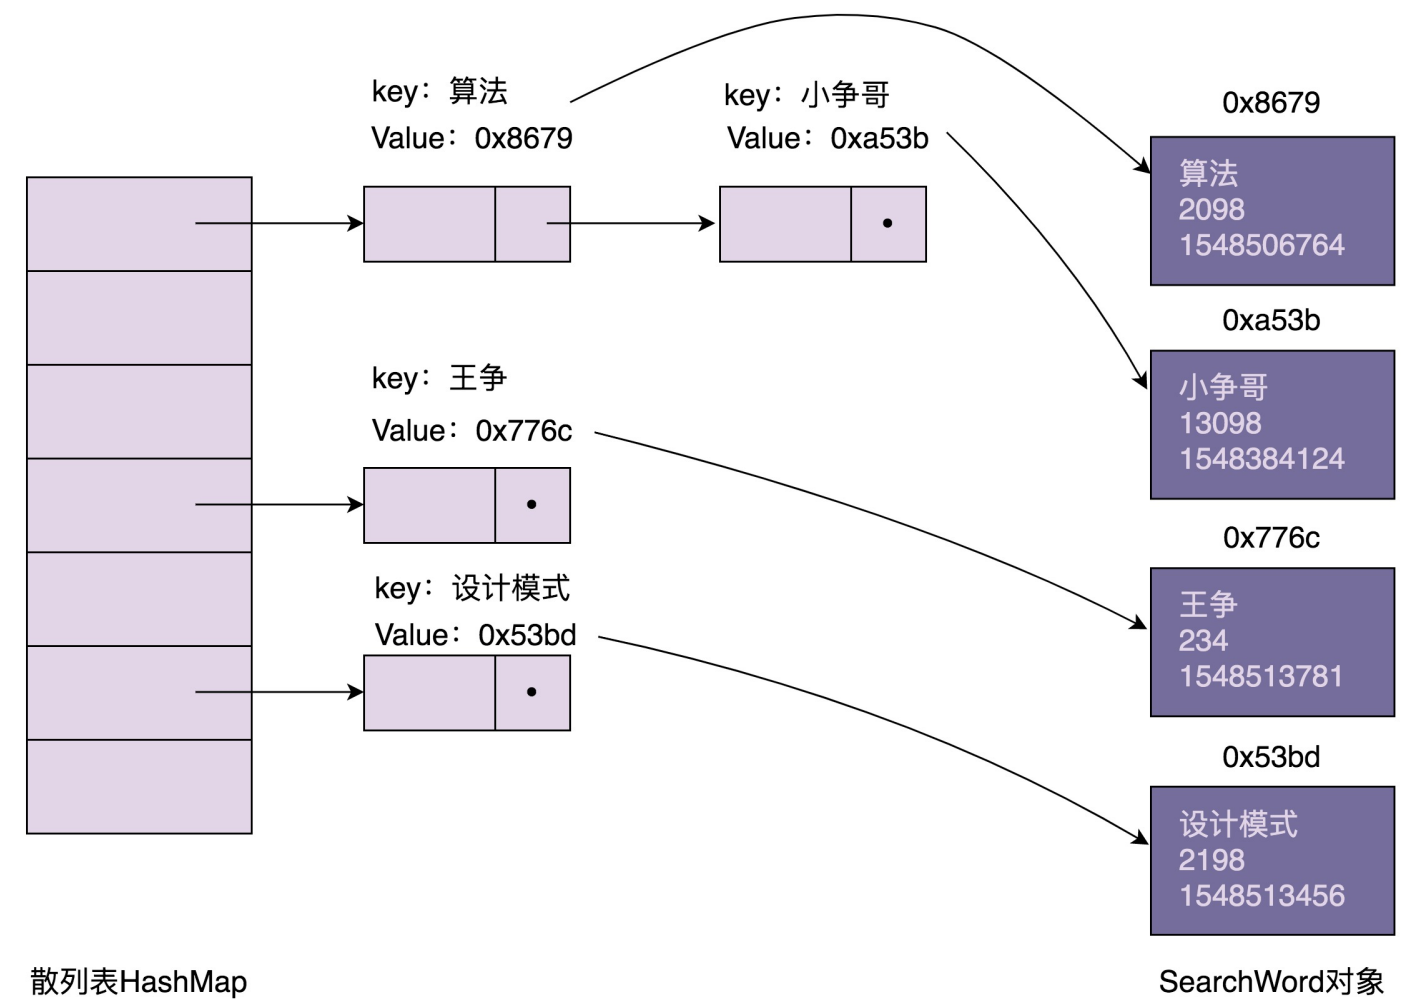 key：算法
Value：0x8679
key：小争哥
Value：0xa53b
key：王争
Value：0x776c
key：设计模式
Value：0x53bd
0x8679
算法
2098
1548506764
0xa53b
小争哥
13098
1548384124
0x776c
王争
234
1548513781
0x53bd
设计模式
2198
1548513456
散列表HashMap
SearchWord对象